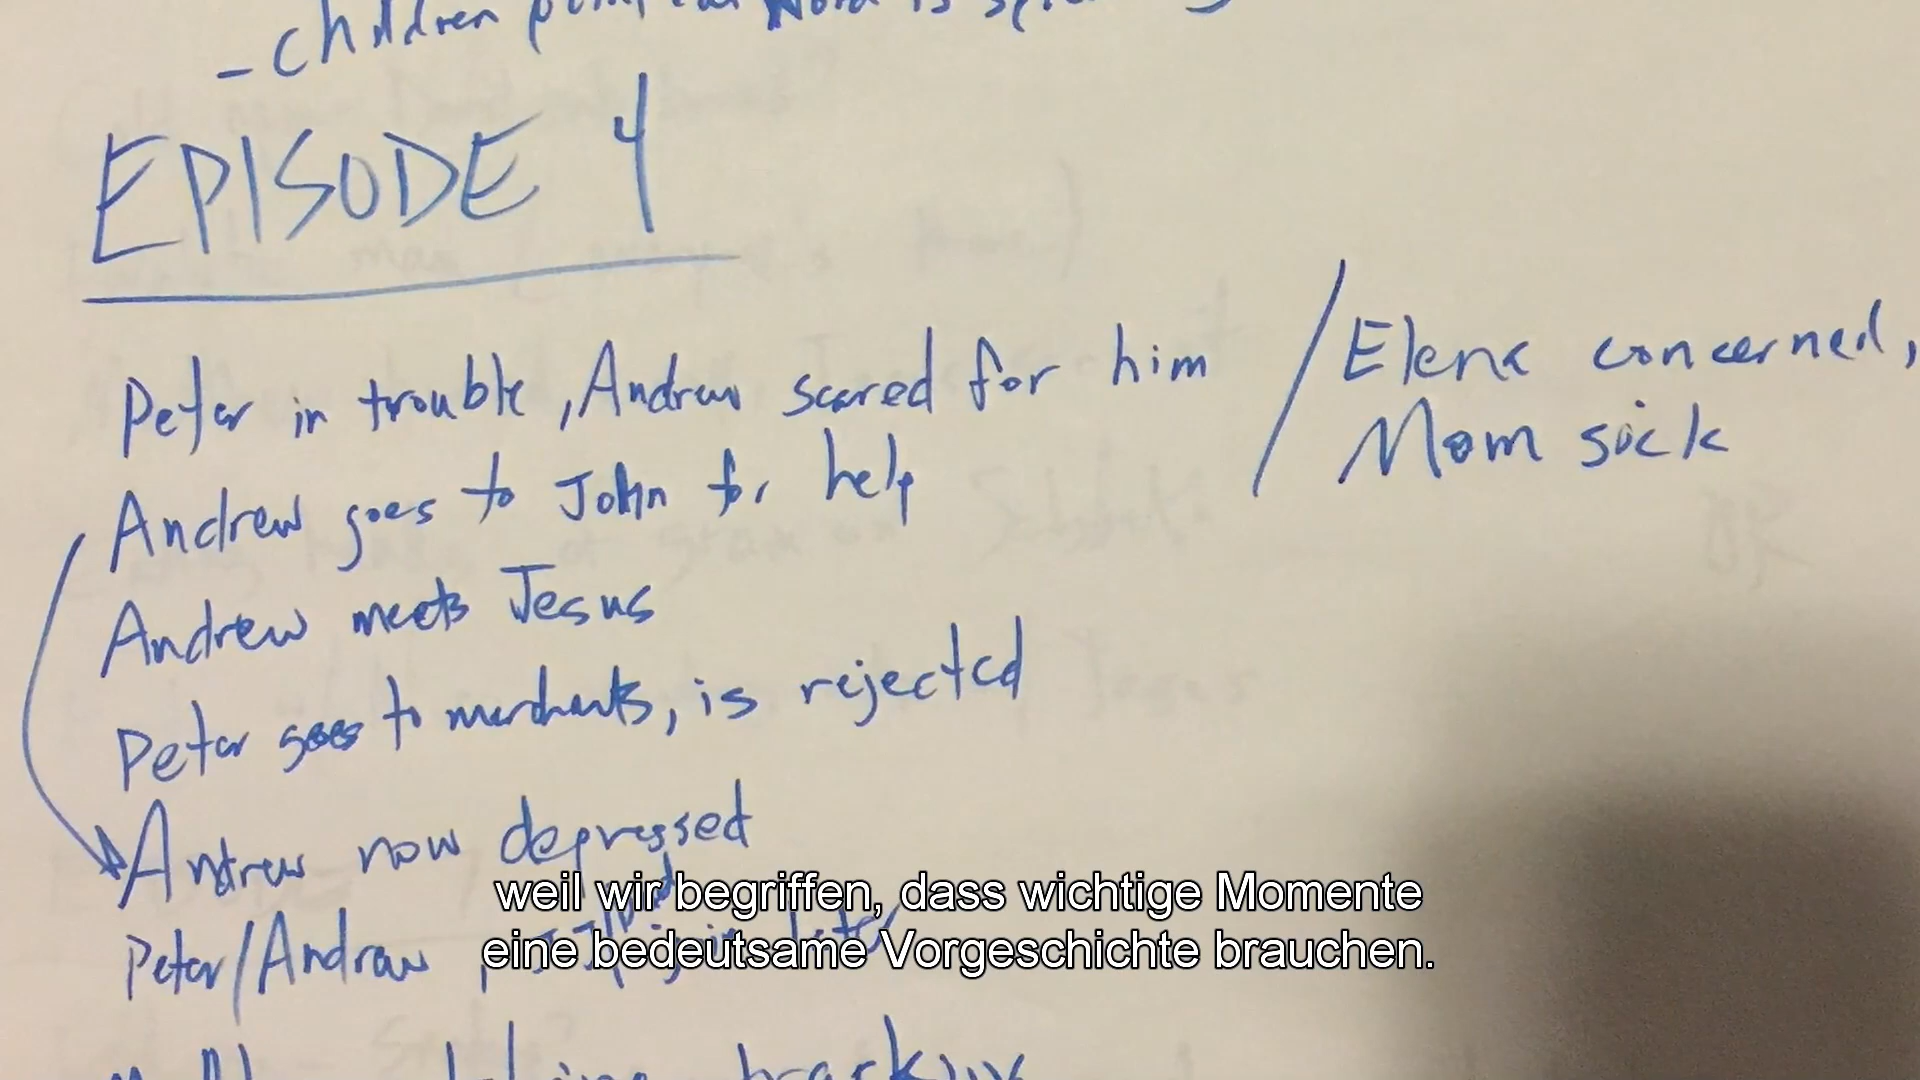 - children point
EPISODE 4
Peter in trouble, Andrew scared for him / Elena concerned,
Mom sick
Andrew goes to John for help
Andrew meets Jesus
Peter goes to merchants, is rejected
Andrew now depressed
Peter/Andrew
weil wir begriffen, dass wichtige Momente
eine bedeutsame Vorgeschichte brauchen.